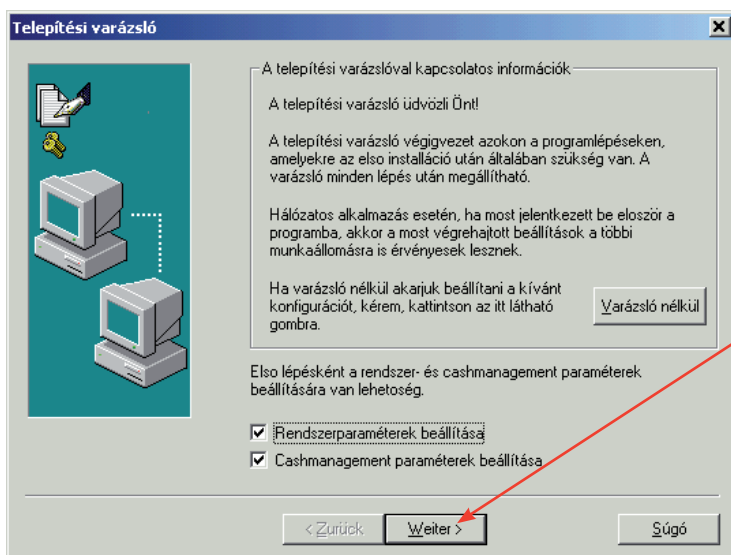 Telepítési varázsló
A telepítési varázslóval kapcsolatos információk
A telepítési varázsló üdvözli Önt!
A telepítési varázsló végigvezet azokon a programlépéseken,
amelyekre az elso installáció után általában szükség van. A
varázsló minden lépés után megállítható.
Hálózatos alkalmazás esetén, ha most jelentkezett be eloször a
programba, akkor a most végrehajtott beállítások a többi
munkaállomásra is érvényesek lesznek.
Ha varázsló nélkül akarjuk beállítani a kívánt
konfigurációt, kérem, kattintson az itt látható
gombra.
Varázsló nélkül
Elso lépésként a rendszer- és cashmanagement paraméterek
beállítására van lehetoség.
Rendszerparaméterek beállítása
Cashmanagement paraméterek beállítása
< Zurück
Weiter >
Súgó